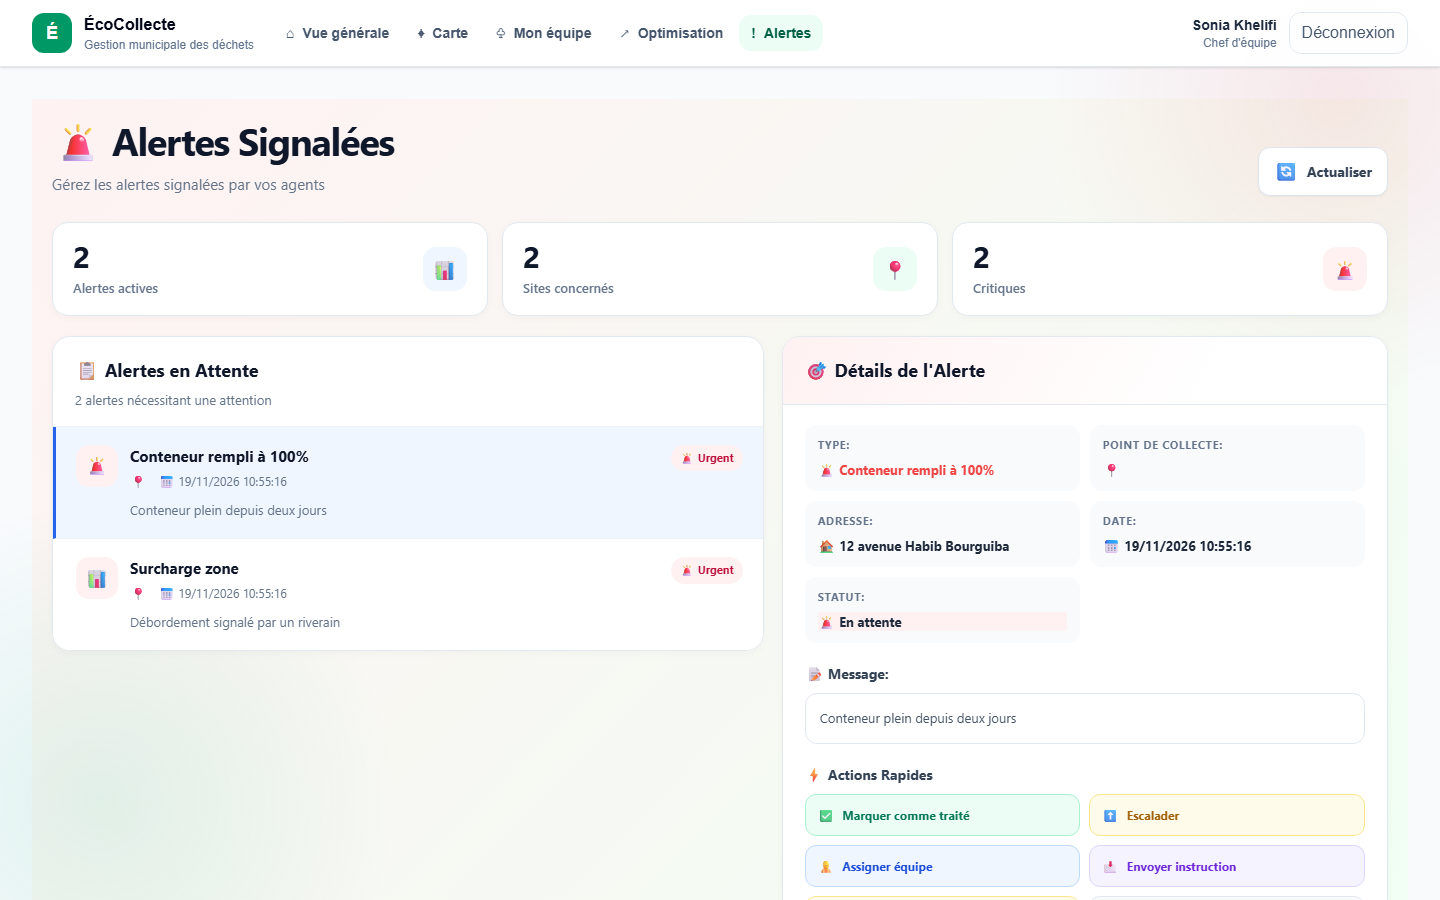 É
ÉcoCollecte
Gestion municipale des déchets
Vue générale
Carte
Mon équipe
Optimisation
! Alertes
Sonia Khelifi
Chef d'équipe
Déconnexion
Alertes Signalées
Gérez les alertes signalées par vos agents
Actualiser
2
Alertes actives
2
Sites concernés
2
Critiques
Alertes en Attente
2 alertes nécessitant une attention
Conteneur rempli à 100%
Urgent
19/11/2026 10:55:16
Conteneur plein depuis deux jours
Surcharge zone
Urgent
19/11/2026 10:55:16
Débordement signalé par un riverain
Détails de l'Alerte
TYPE:
Conteneur rempli à 100%
POINT DE COLLECTE:
ADRESSE:
12 avenue Habib Bourguiba
DATE:
19/11/2026 10:55:16
STATUT:
En attente
Message:
Conteneur plein depuis deux jours
Actions Rapides
Marquer comme traité
Escalader
Assigner équipe
Envoyer instruction